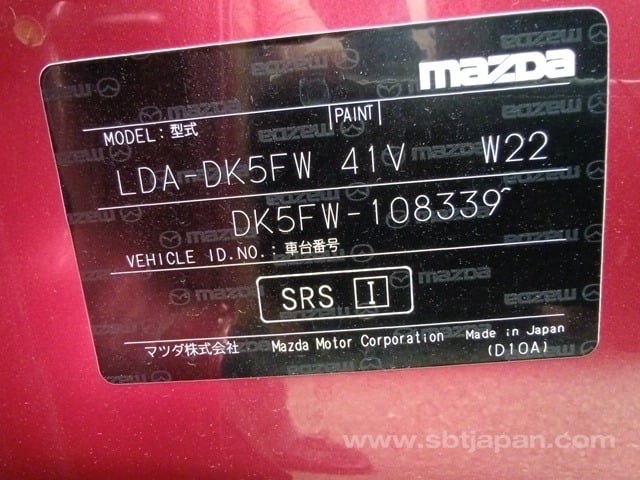 mazda
PAINT
MODEL: 型式
LDA-DK5FW 41V W22
DK5FW-108339
VEHICLE ID.NO.: 車台番号
SRS I
マツダ株式会社 Mazda Motor Corporation Made in Japan
(D10A)
www.sbtjapan.com